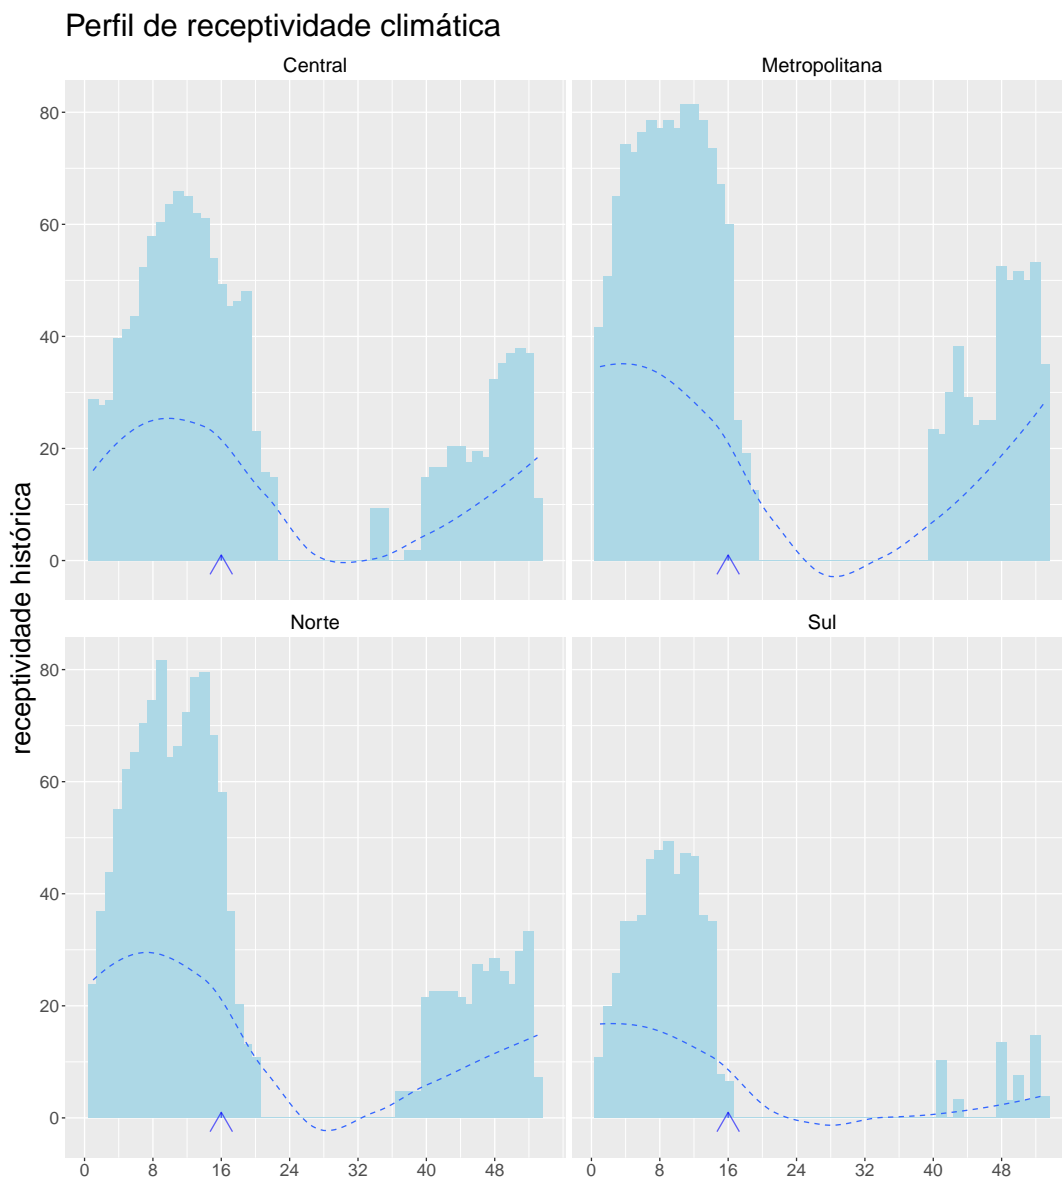 Perfil de receptividade climática
Central
Metropolitana
80
60
40
20
0
Norte
Sul
80
60
40
20
0
receptividade histórica
0 8 16 24 32 40 48
0 8 16 24 32 40 48